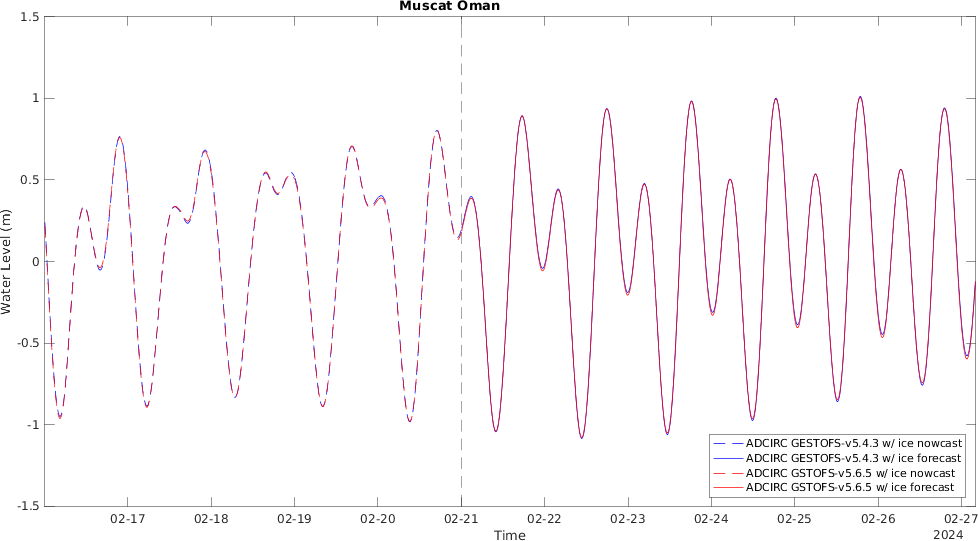 Muscat Oman
1.5
1
0.5
0
-0.5
-1
-1.5
Water Level (m)
02-17 02-18 02-19 02-20 02-21 02-22 02-23 02-24 02-25 02-26 02-27
Time
2024
ADCIRC GESTOFS-v5.4.3 w/ ice nowcast
ADCIRC GESTOFS-v5.4.3 w/ ice forecast
ADCIRC GSTOFS-v5.6.5 w/ ice nowcast
ADCIRC GSTOFS-v5.6.5 w/ ice forecast